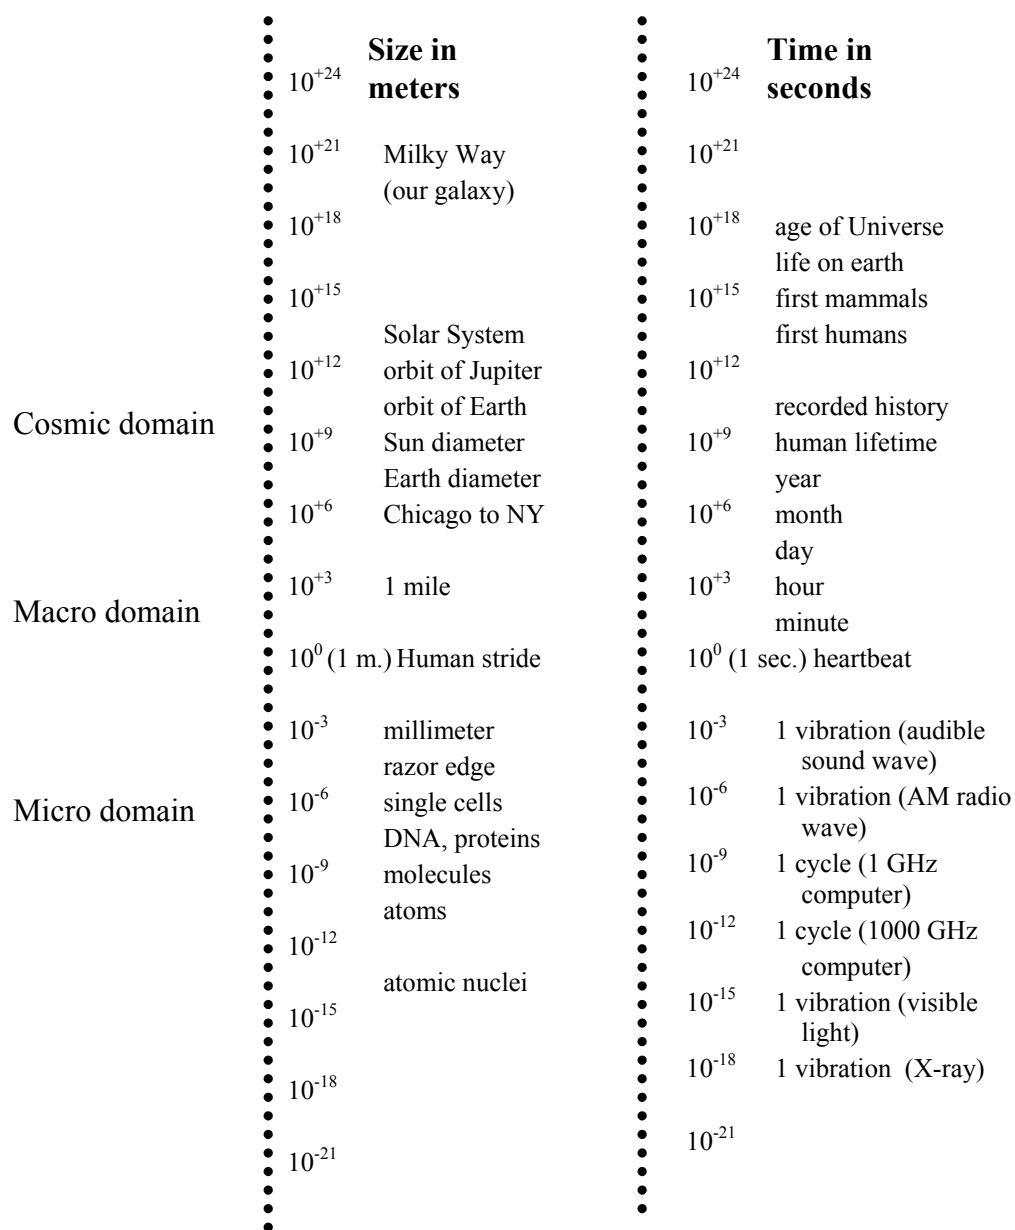 Size in
meters
10⁺²⁴
10⁺²¹ Milky Way
(our galaxy)
10⁺¹⁸
10⁺¹⁵
Solar System
10⁺¹² orbit of Jupiter
orbit of Earth
Cosmic domain
10⁺⁹ Sun diameter
Earth diameter
10⁺⁶ Chicago to NY
10⁺³ 1 mile
Macro domain
10⁰ (1 m.) Human stride
10⁻³ millimeter
razor edge
Micro domain
10⁻⁶ single cells
DNA, proteins
10⁻⁹ molecules
atoms
10⁻¹²
atomic nuclei
10⁻¹⁵
10⁻¹⁸
10⁻²¹
Time in
seconds
10⁺²⁴
10⁺²¹
10⁺¹⁸ age of Universe
life on earth
10⁺¹⁵ first mammals
first humans
10⁺¹²
recorded history
10⁺⁹ human lifetime
year
10⁺⁶ month
day
10⁺³ hour
minute
10⁰ (1 sec.) heartbeat
10⁻³ 1 vibration (audible
sound wave)
10⁻⁶ 1 vibration (AM radio
wave)
10⁻⁹ 1 cycle (1 GHz
computer)
10⁻¹² 1 cycle (1000 GHz
computer)
10⁻¹⁵ 1 vibration (visible
light)
10⁻¹⁸ 1 vibration (X-ray)
10⁻²¹